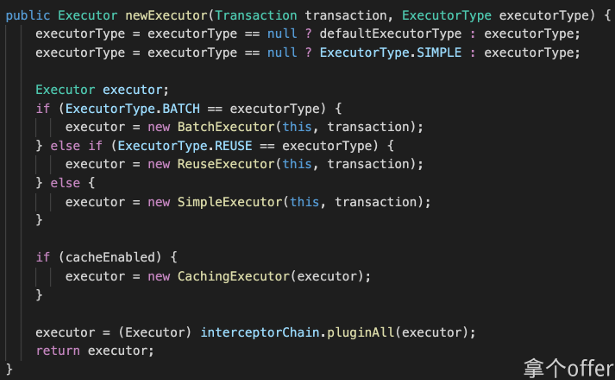 public Executor newExecutor(Transaction transaction, ExecutorType executorType) {
    executorType = executorType == null ? defaultExecutorType : executorType;
    executorType = executorType == null ? ExecutorType.SIMPLE : executorType;

    Executor executor;
    if (ExecutorType.BATCH == executorType) {
        executor = new BatchExecutor(this, transaction);
    } else if (ExecutorType.REUSE == executorType) {
        executor = new ReuseExecutor(this, transaction);
    } else {
        executor = new SimpleExecutor(this, transaction);
    }

    if (cacheEnabled) {
        executor = new CachingExecutor(executor);
    }

    executor = (Executor) interceptorChain.pluginAll(executor);
    return executor;
}
拿个offer